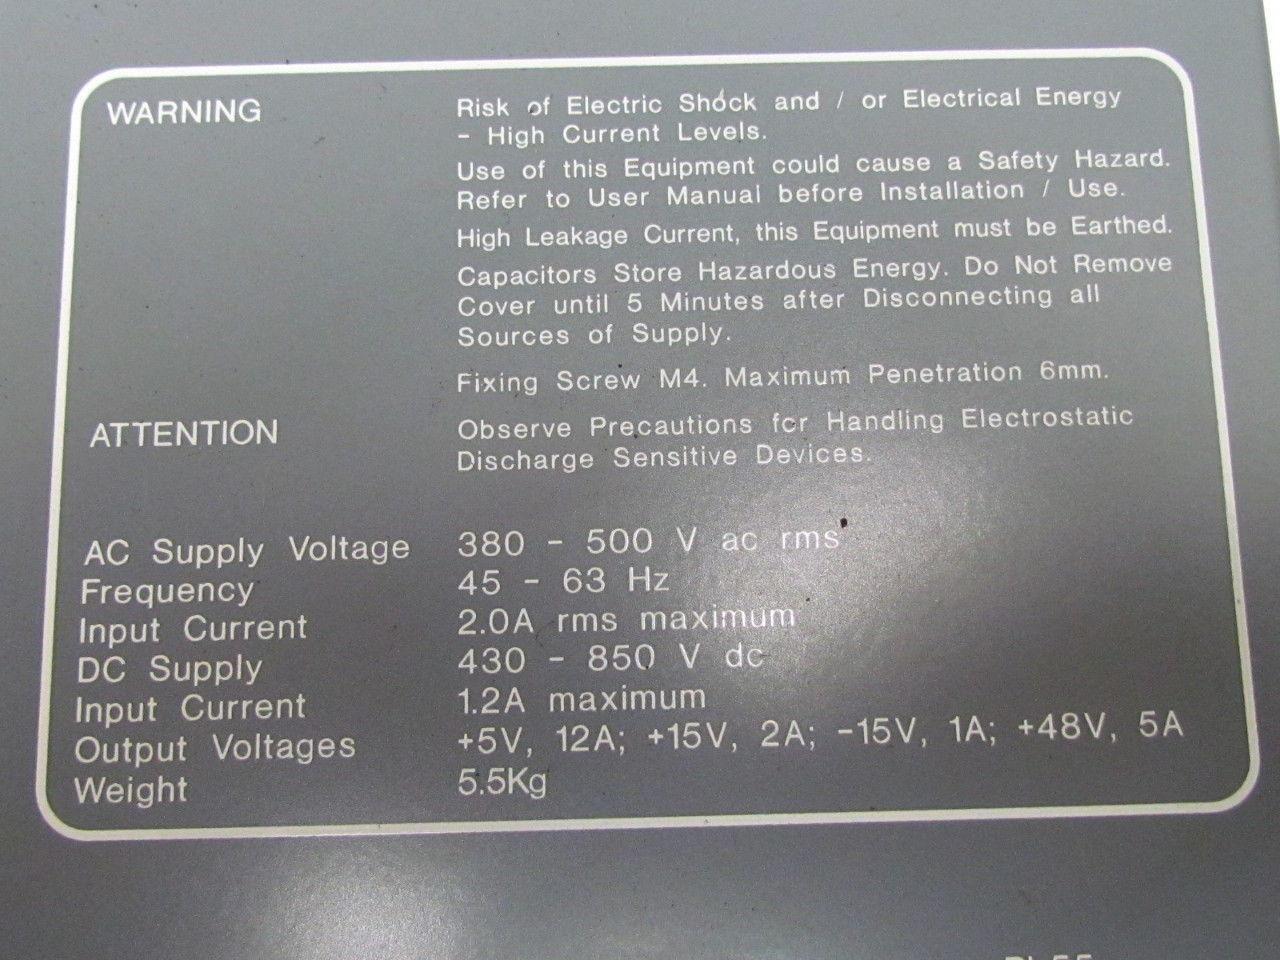 WARNING Risk of Electric Shock and / or Electrical Energy
- High Current Levels.
Use of this Equipment could cause a Safety Hazard.
Refer to User Manual before Installation / Use.
High Leakage Current, this Equipment must be Earthed.
Capacitors Store Hazardous Energy. Do Not Remove
Cover until 5 Minutes after Disconnecting all
Sources of Supply.
Fixing Screw M4. Maximum Penetration 6mm.
ATTENTION Observe Precautions for Handling Electrostatic
Discharge Sensitive Devices.
AC Supply Voltage 380 - 500 V ac rms
Frequency 45 - 63 Hz
Input Current 2.0A rms maximum
DC Supply 430 - 850 V dc
Input Current 1.2A maximum
Output Voltages +5V, 12A; +15V, 2A; -15V, 1A; +48V, 5A
Weight 5.5Kg